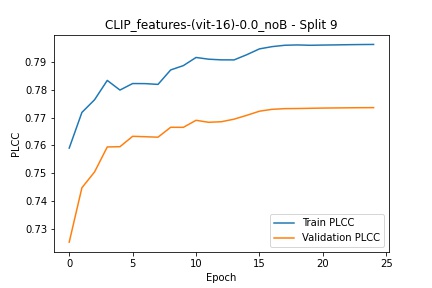 CLIP_features-(vit-16)-0.0_noB - Split 9
0.79
0.78
0.77
0.76
0.75
0.74
0.73
PLCC
0 5 10 15 20 25
Epoch
Train PLCC
Validation PLCC